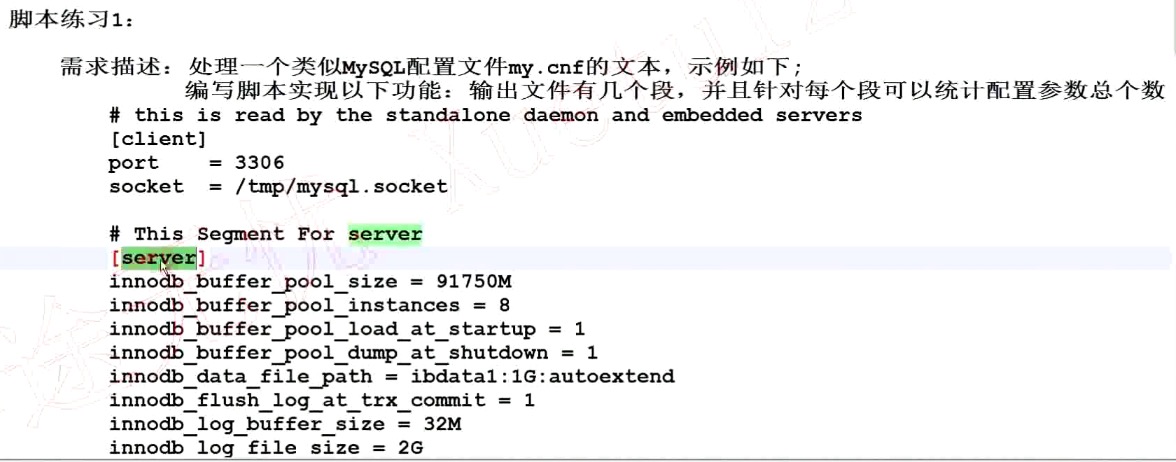 脚本练习1：
需求描述：处理一个类似MySQL配置文件my.cnf的文本，示例如下；
编写脚本实现以下功能：输出文件有几个段，并且针对每个段可以统计配置参数总个数
# this is read by the standalone daemon and embedded servers
[client]
port = 3306
socket = /tmp/mysql.socket
# This Segment For server
[server]
innodb_buffer_pool_size = 91750M
innodb_buffer_pool_instances = 8
innodb_buffer_pool_load_at_startup = 1
innodb_buffer_pool_dump_at_shutdown = 1
innodb_data_file_path = ibdata1:1G:autoextend
innodb_flush_log_at_trx_commit = 1
innodb_log_buffer_size = 32M
innodb_log_file_size = 2G